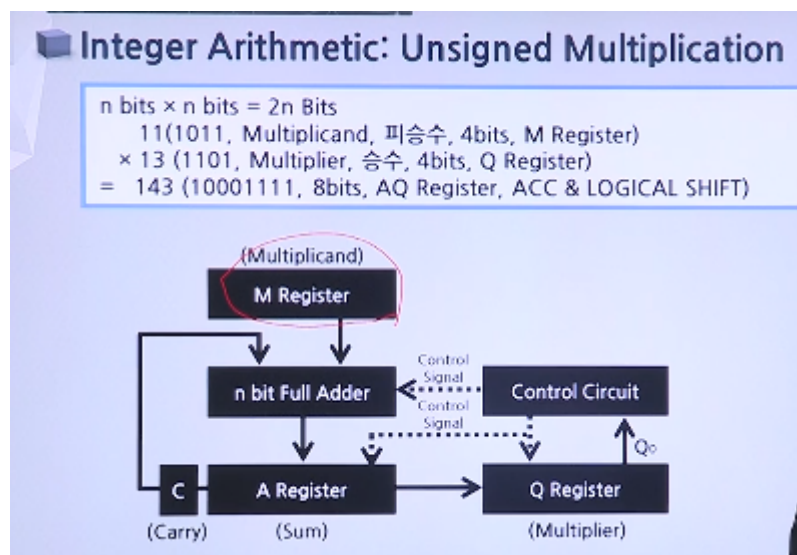 Integer Arithmetic: Unsigned Multiplication
n bits × n bits = 2n Bits
11(1011, Multiplicand, 피승수, 4bits, M Register)
× 13 (1101, Multiplier, 승수, 4bits, Q Register)
= 143 (10001111, 8bits, AQ Register, ACC & LOGICAL SHIFT)
(Multiplicand)
M Register
Control
Signal
n bit Full Adder
Control Circuit
Control
Signal
Q₀
C
A Register
Q Register
(Carry)
(Sum)
(Multiplier)